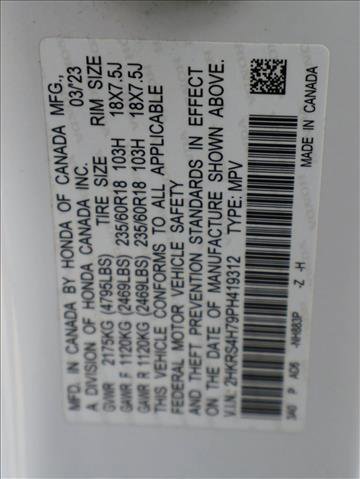 MFD. IN CANADA BY HONDA OF CANADA MFG.,
A DIVISION OF HONDA CANADA INC. 03/23
TIRE SIZE RIM SIZE
GVWR 2175KG (4795LBS)
GAWR F 1120KG (2469LBS) 235/60R18 103H 18X7.5J
GAWR R 1120KG (2469LBS) 235/60R18 103H 18X7.5J
THIS VEHICLE CONFORMS TO ALL APPLICABLE
FEDERAL MOTOR VEHICLE SAFETY
AND THEFT PREVENTION STANDARDS IN EFFECT
ON THE DATE OF MANUFACTURE SHOWN ABOVE.
V.I.N.: 2HKRS4H79PH419312 TYPE: MPV
3A0 P AD6 -NH883P -Z -H
MADE IN CANADA